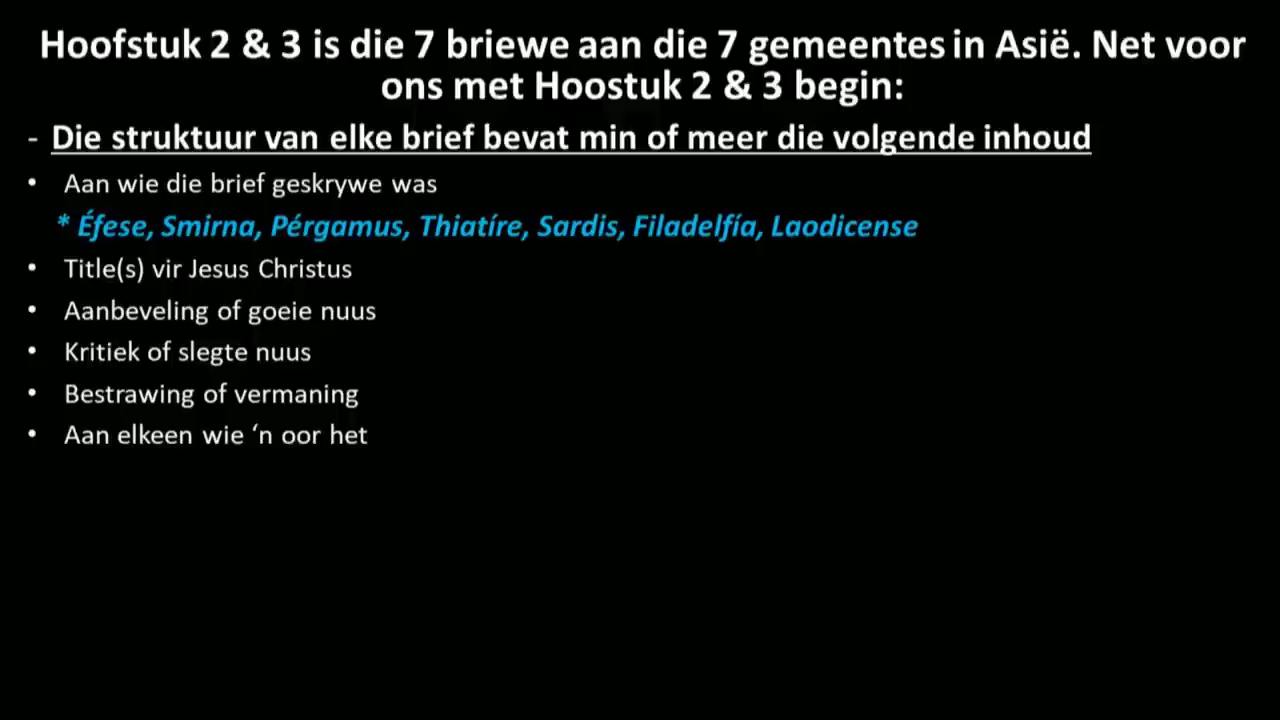 Hoofstuk 2 & 3 is die 7 briewe aan die 7 gemeentes in Asië. Net voor
ons met Hoostuk 2 & 3 begin:
- Die struktuur van elke brief bevat min of meer die volgende inhoud
• Aan wie die brief geskrywe was
* Éfese, Smirna, Pérgamus, Thiatíre, Sardis, Filadelfía, Laodicense
• Title(s) vir Jesus Christus
• Aanbeveling of goeie nuus
• Kritiek of slegte nuus
• Bestrawing of vermaning
• Aan elkeen wie ‘n oor het